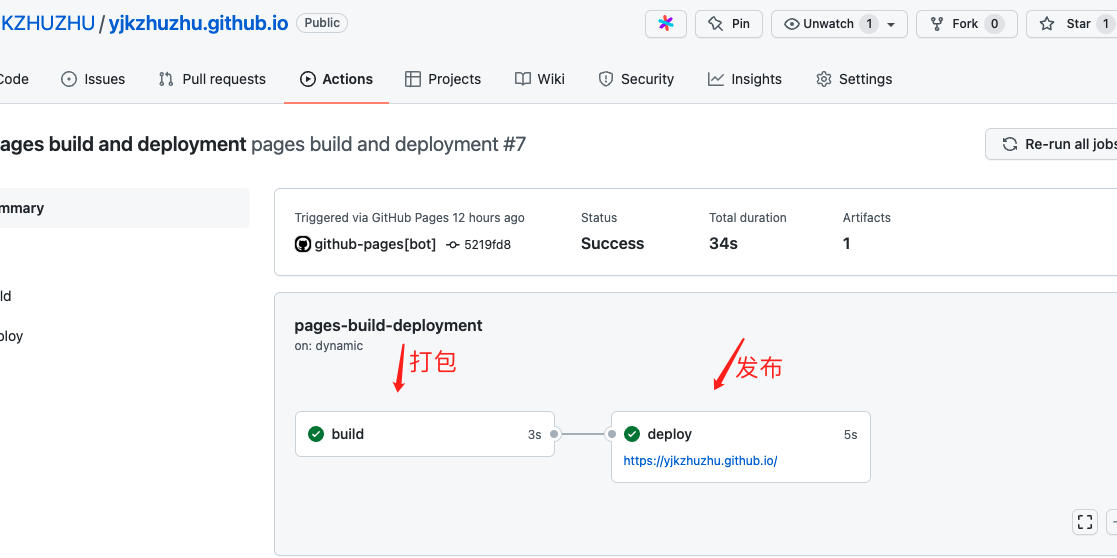 KZHUZHU / yjkzhuzhu.github.io Public Pin Unwatch 1 Fork 0 Star 1
Code Issues Pull requests Actions Projects Wiki Security Insights Settings
ages build and deployment pages build and deployment #7 Re-run all jobs
mmary
Triggered via GitHub Pages 12 hours ago Status Total duration Artifacts
github-pages[bot] 5219fd8 Success 34s 1
ld
ploy
pages-build-deployment
on: dynamic
打包 发布
build 3s deploy 5s
https://yjkzhuzhu.github.io/